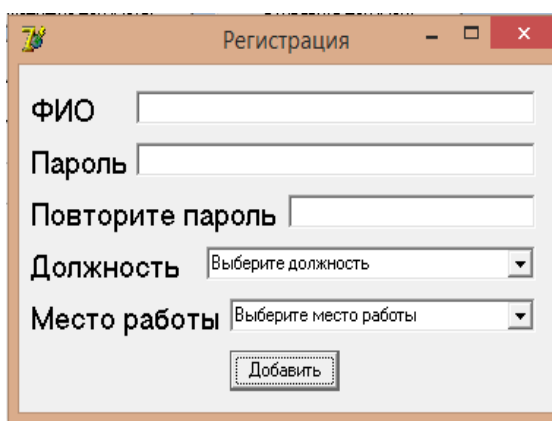 Регистрация
ФИО
Пароль
Повторите пароль
Должность Выберите должность
Место работы Выберите место работы
Добавить